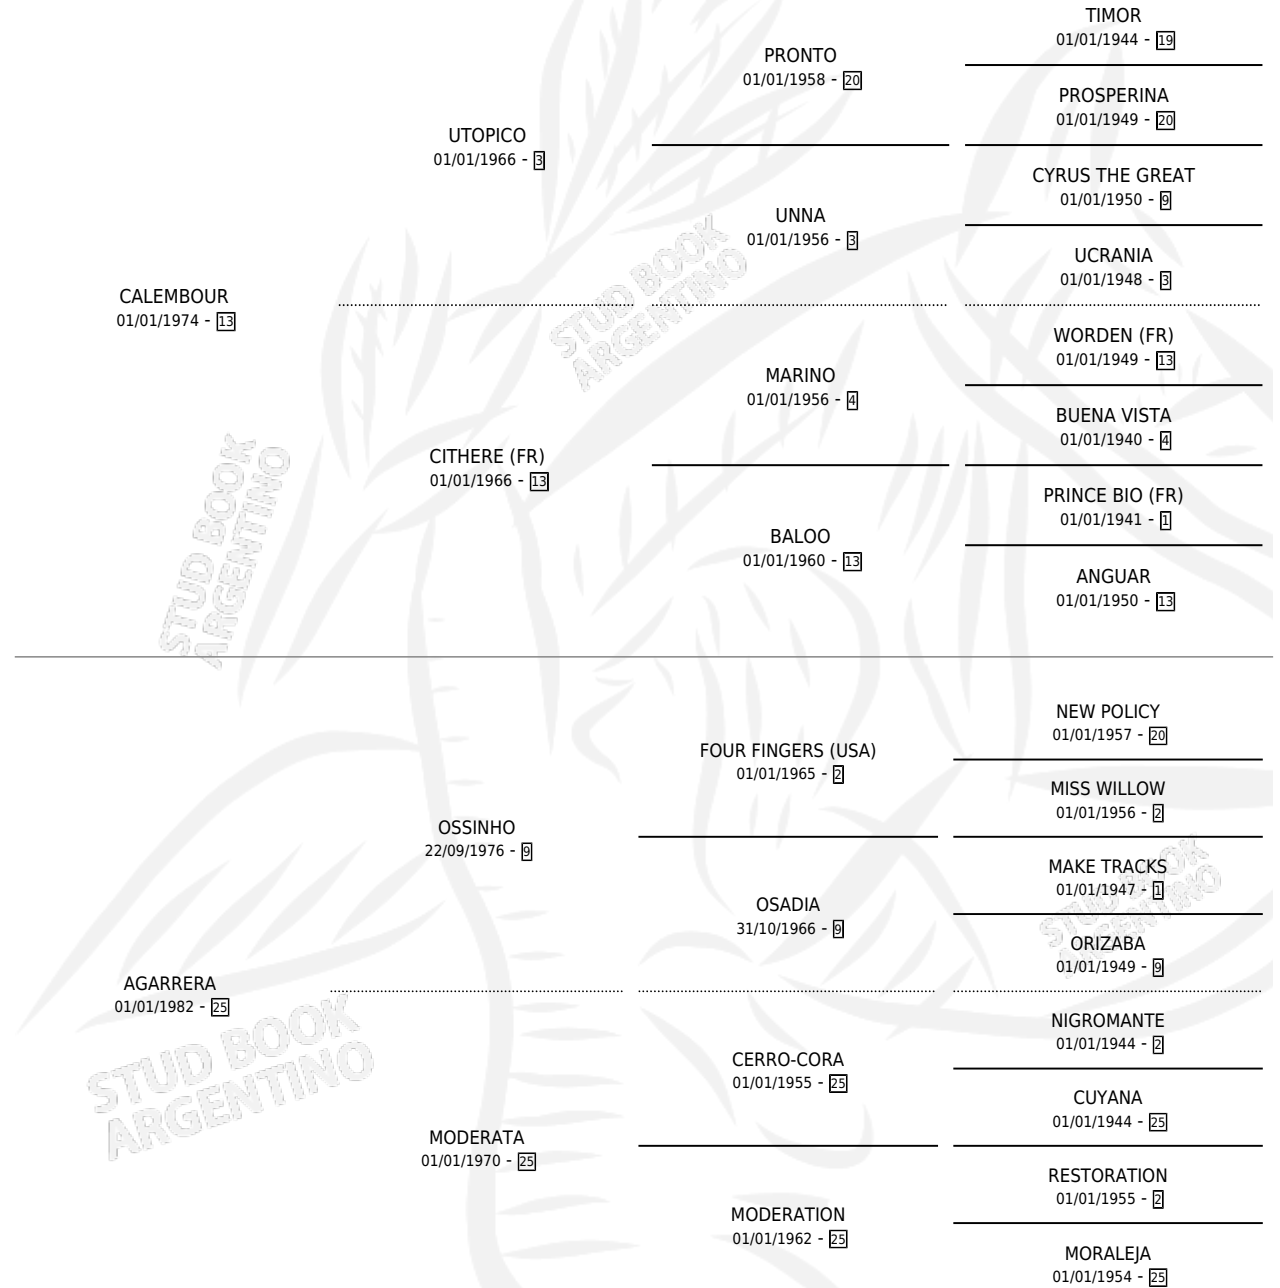 TIMOR
01/01/1944 - 19
PRONTO
01/01/1958 - 20
PROSPERINA
01/01/1949 - 20
UTOPICO
01/01/1966 - 3
CYRUS THE GREAT
01/01/1950 - 9
UNNA
01/01/1956 - 3
UCRANIA
01/01/1948 - 3
CALEMBOUR
01/01/1974 - 13
WORDEN (FR)
01/01/1949 - 13
MARINO
01/01/1956 - 4
BUENA VISTA
01/01/1940 - 4
CITHERE (FR)
01/01/1966 - 13
PRINCE BIO (FR)
01/01/1941 - 1
BALOO
01/01/1960 - 13
ANGUAR
01/01/1950 - 13
STUD BOOK
ARGENTINO
STUD BOOK
ARGENTINO
NEW POLICY
01/01/1957 - 20
FOUR FINGERS (USA)
01/01/1965 - 2
MISS WILLOW
01/01/1956 - 2
OSSINHO
22/09/1976 - 9
MAKE TRACKS
01/01/1947 - 1
OSADIA
31/10/1966 - 9
ORIZABA
01/01/1949 - 9
AGARRERA
01/01/1982 - 25
NIGROMANTE
01/01/1944 - 2
CERRO-CORA
01/01/1955 - 25
CUYANA
01/01/1944 - 25
MODERATA
01/01/1970 - 25
RESTORATION
01/01/1955 - 2
MODERATION
01/01/1962 - 25
MORALEJA
01/01/1954 - 25
STUD BOOK
ARGENTINO
STUD BOOK
ARGENTINO